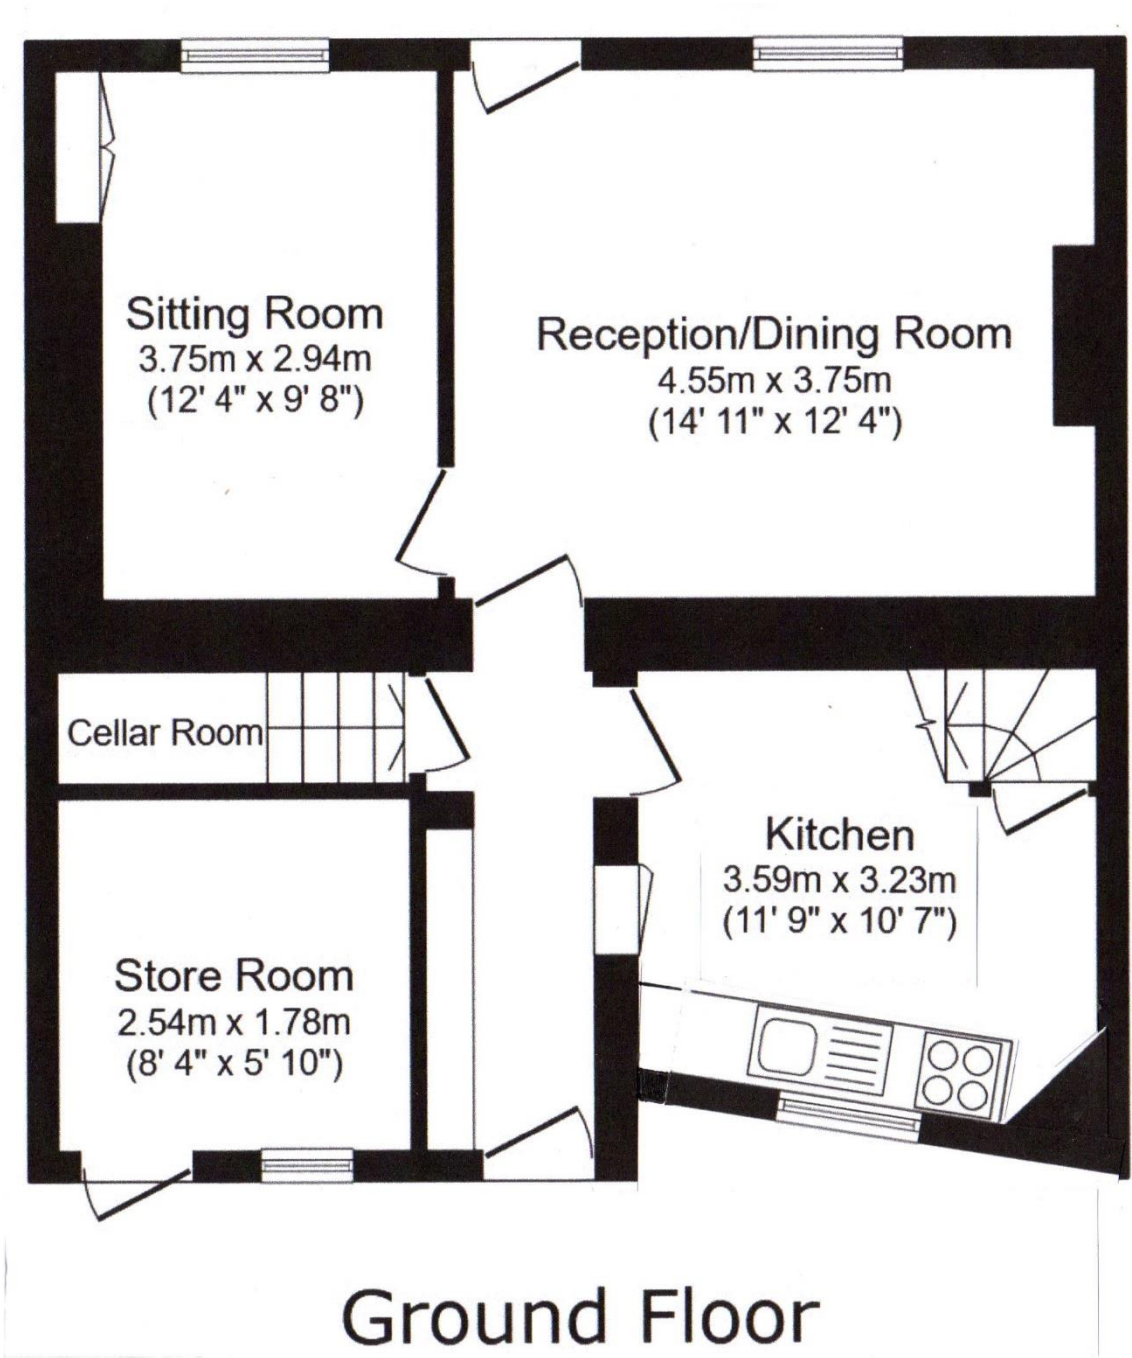 Sitting Room
3.75m x 2.94m
(12' 4" x 9' 8")
Reception/Dining Room
4.55m x 3.75m
(14' 11" x 12' 4")
Cellar Room
Kitchen
3.59m x 3.23m
(11' 9" x 10' 7")
Store Room
2.54m x 1.78m
(8' 4" x 5' 10")
Ground Floor